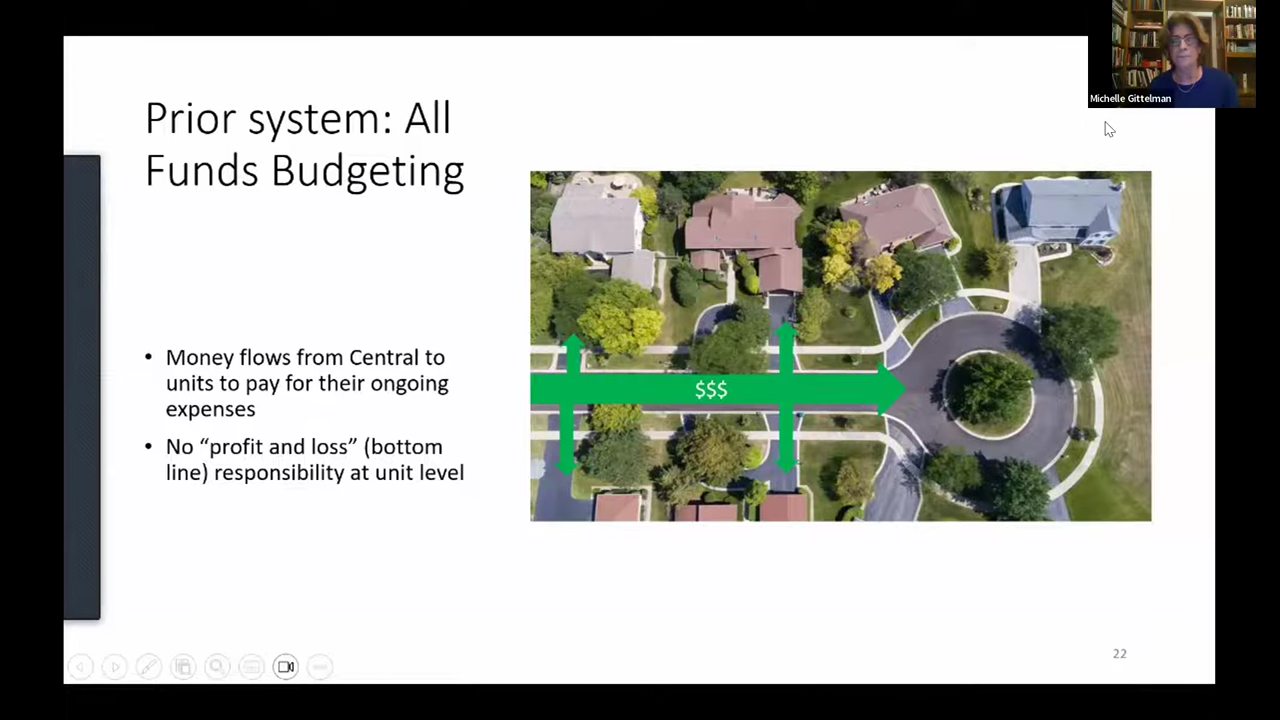 Prior system: All
Funds Budgeting
Michelle Gittelman
$$$
• Money flows from Central to
units to pay for their ongoing
expenses
• No “profit and loss” (bottom
line) responsibility at unit level
22